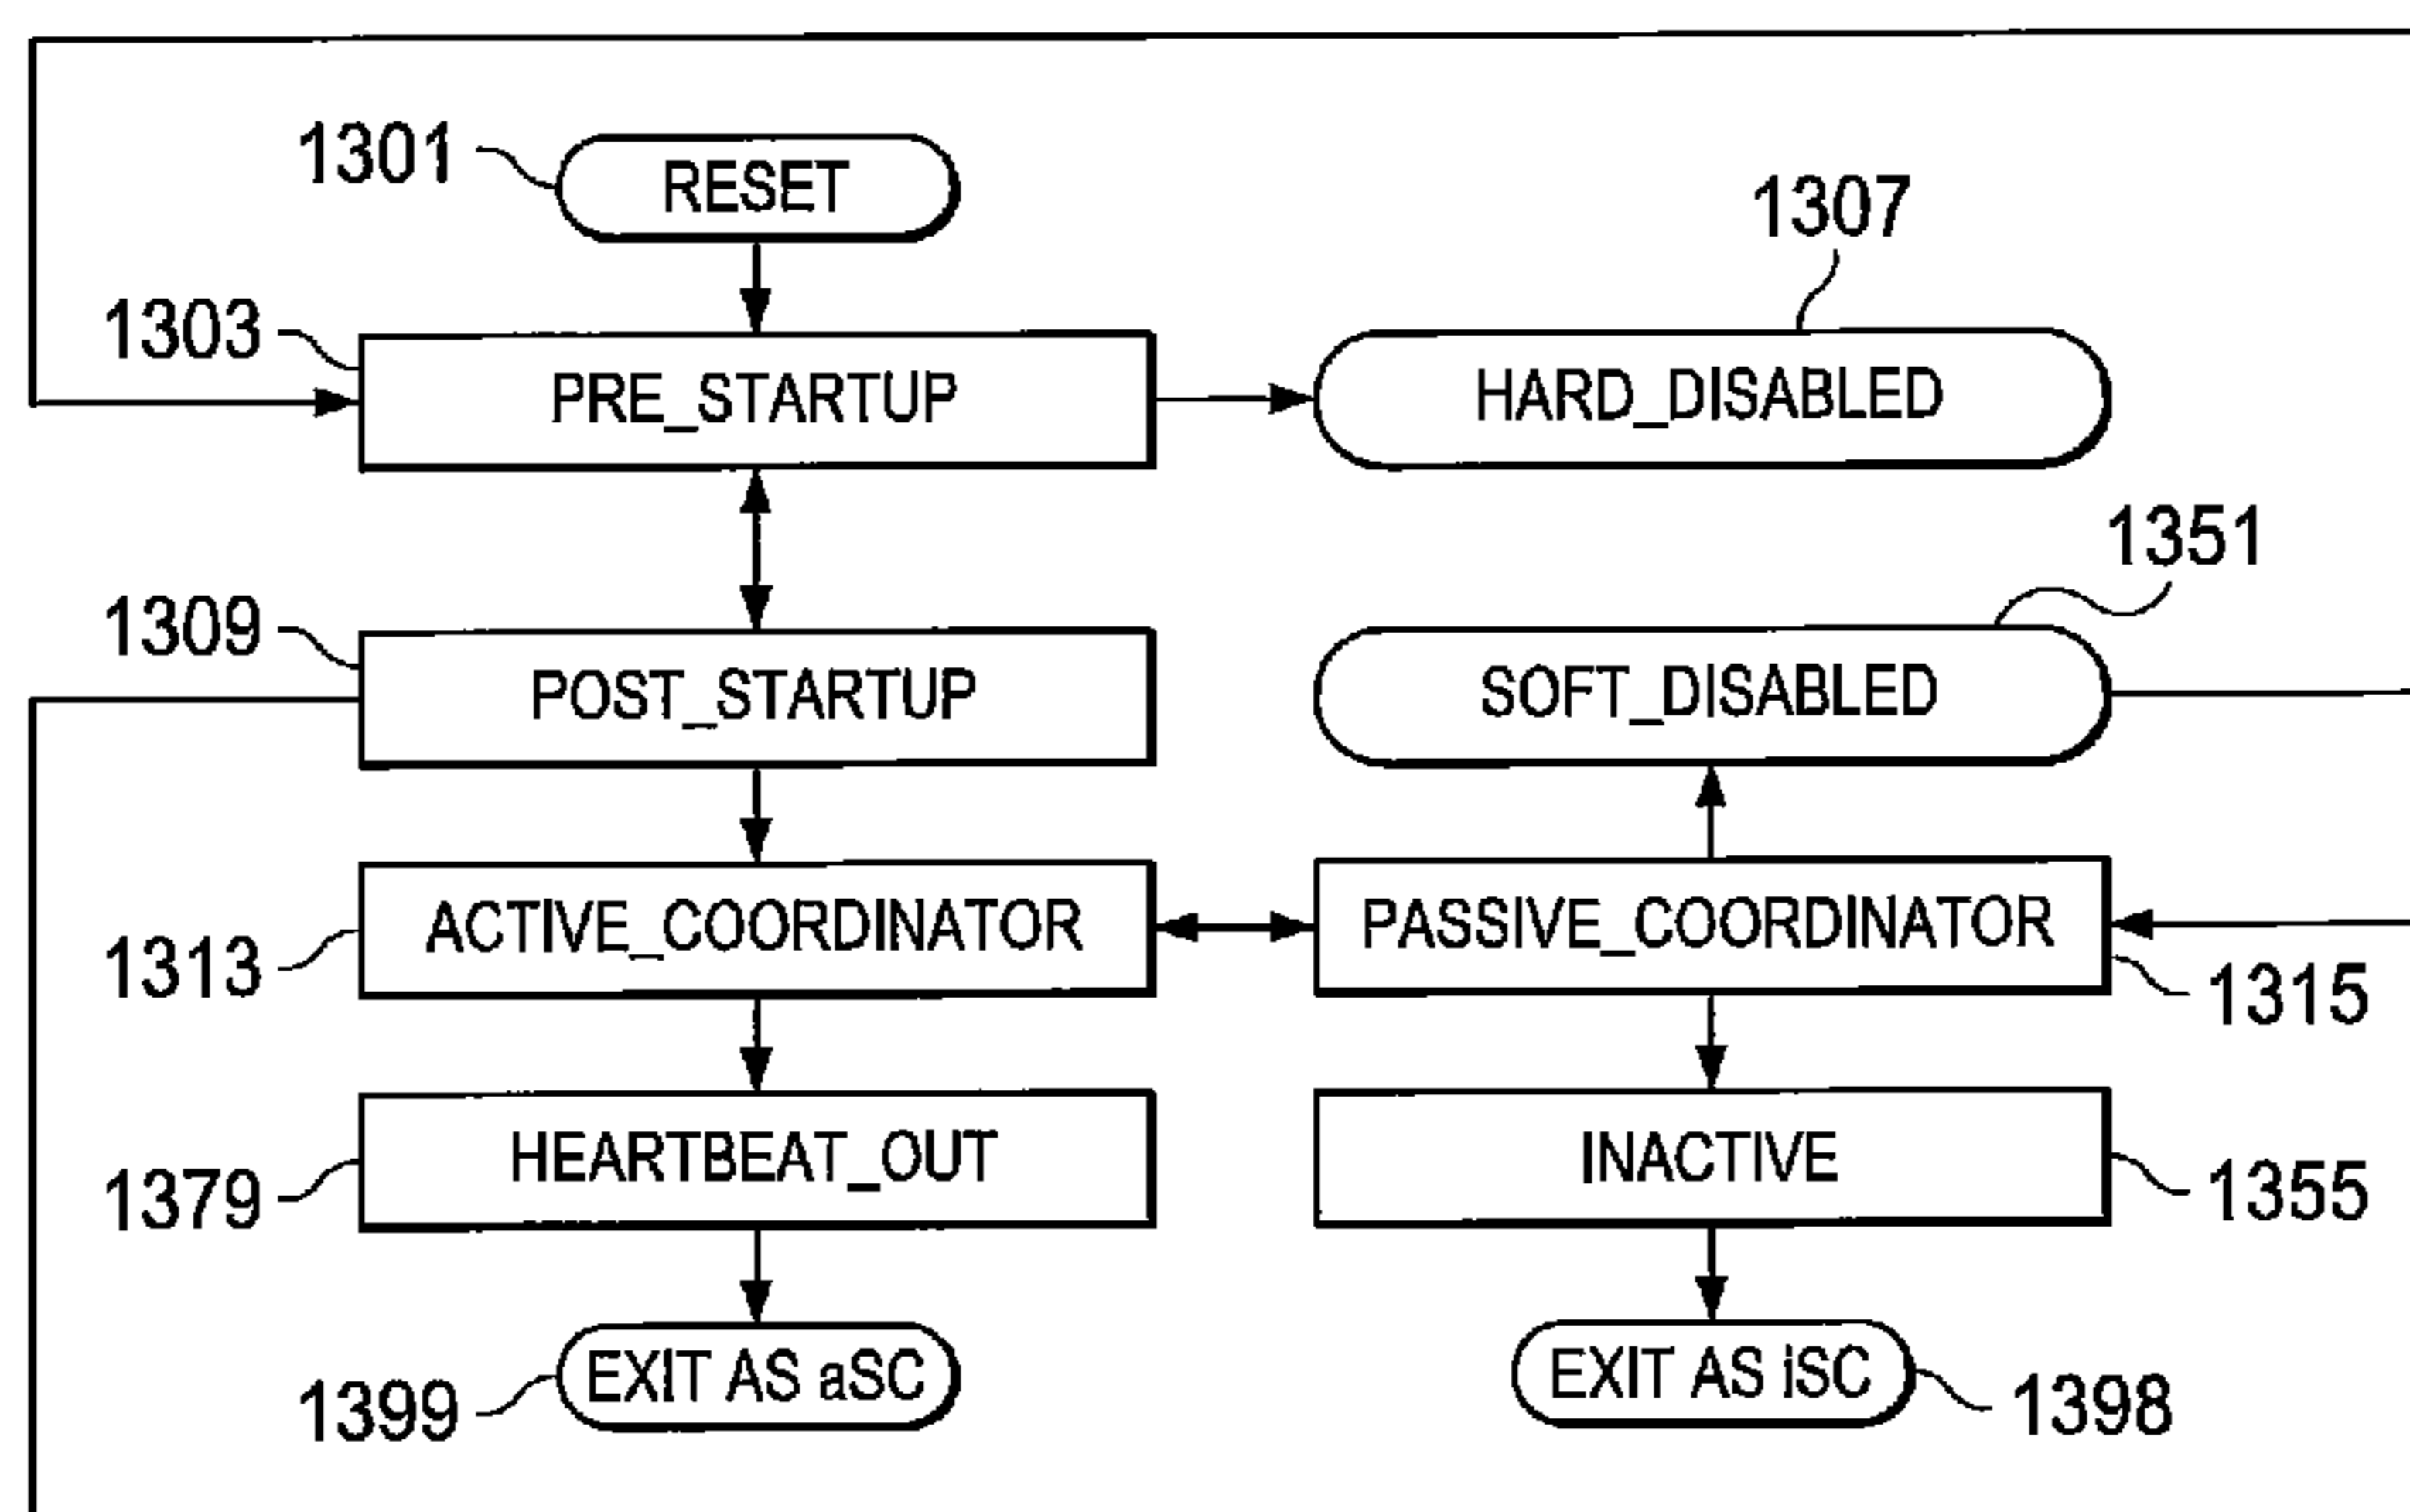 1301
RESET
1307
1303
PRE_STARTUP
HARD_DISABLED
1351
1309
POST_STARTUP
SOFT_DISABLED
ACTIVE_COORDINATOR
PASSIVE_COORDINATOR
1313
1315
HEARTBEAT_OUT
INACTIVE
1379
1355
EXIT AS aSC
EXIT AS iSC
1399
1398